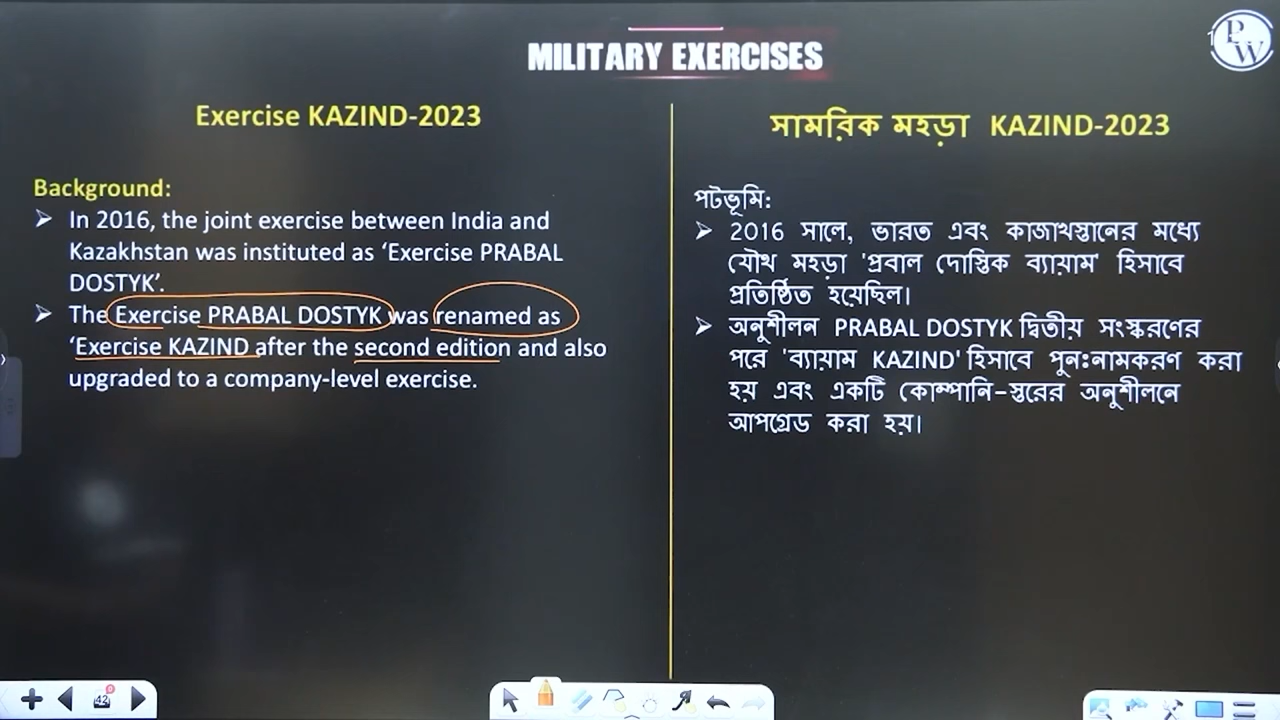 MILITARY EXERCISES
PW
Exercise KAZIND-2023
Background:
➢ In 2016, the joint exercise between India and
Kazakhstan was instituted as ‘Exercise PRABAL
DOSTYK’.
➢ The Exercise PRABAL DOSTYK was renamed as
‘Exercise KAZIND after the second edition and also
upgraded to a company-level exercise.
সামরিক মহড়া KAZIND-2023
পটভূমি:
➢ 2016 সালে, ভারত এবং কাজাখস্তানের মধ্যে
যৌথ মহড়া 'প্রবাল দোস্তিক ব্যায়াম' হিসাবে
প্রতিষ্ঠিত হয়েছিল।
➢ অনুশীলন PRABAL DOSTYK দ্বিতীয় সংস্করণের
পরে 'ব্যায়াম KAZIND' হিসাবে পুনঃনামকরণ করা
হয় এবং একটি কোম্পানি-স্তরের অনুশীলনে
আপগ্রেড করা হয়।
42